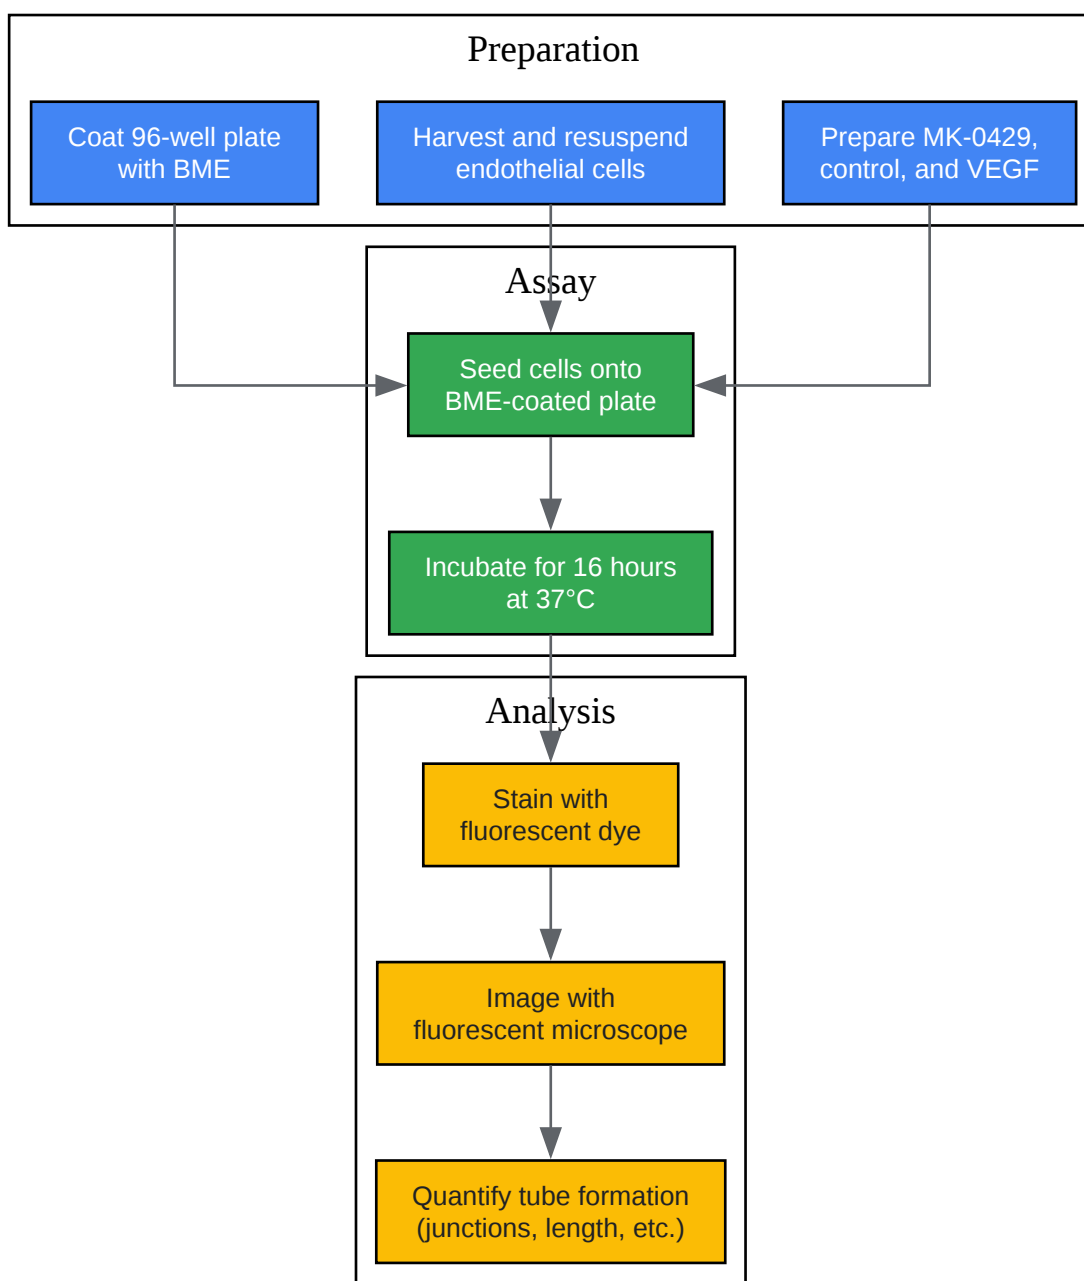 Preparation
Coat 96-well plate
with BME
Harvest and resuspend
endothelial cells
Prepare MK-0429,
control, and VEGF
Assay
Seed cells onto
BME-coated plate
Incubate for 16 hours
at 37°C
Analysis
Stain with
fluorescent dye
Image with
fluorescent microscope
Quantify tube formation
(junctions, length, etc.)